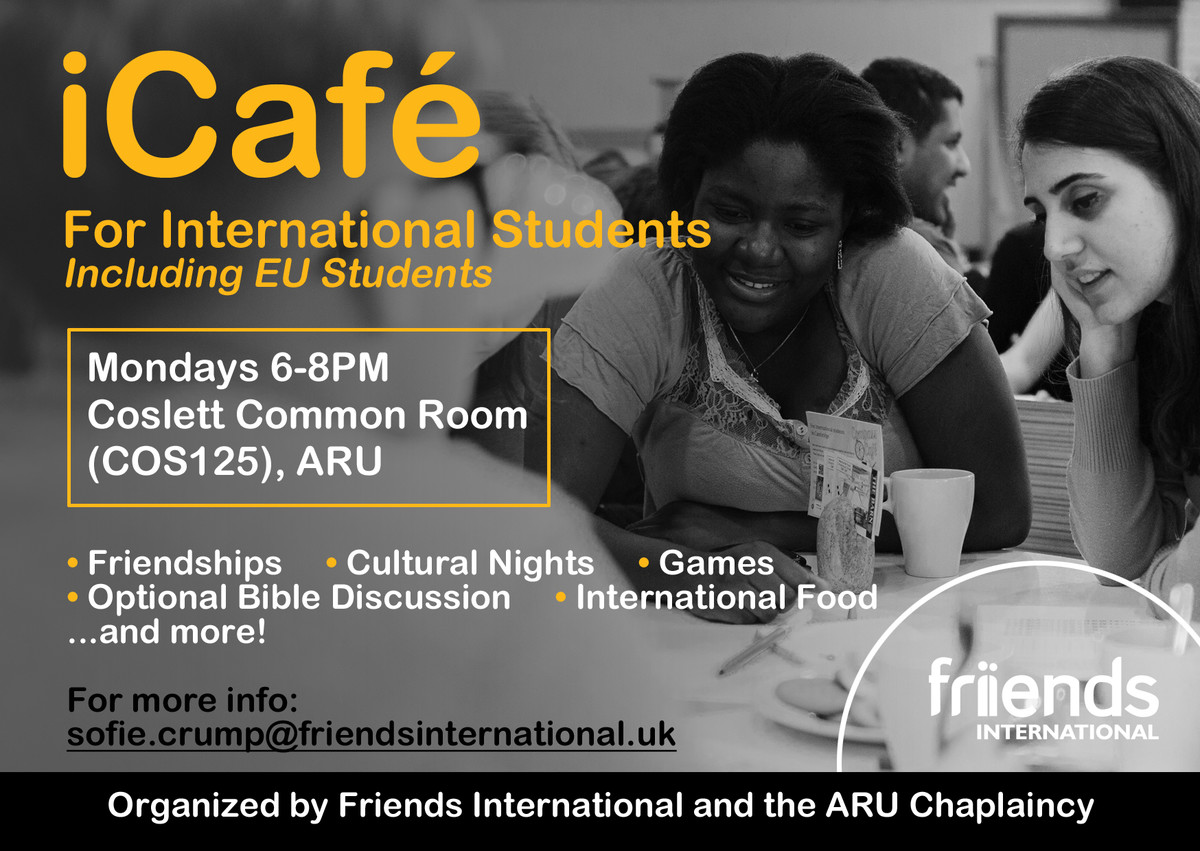 iCafé
For International Students
Including EU Students
Mondays 6-8PM
Coslett Common Room
(COS125), ARU
• Friendships • Cultural Nights • Games
• Optional Bible Discussion • International Food
...and more!
For more info:
sofie.crump@friendsinternational.uk
friends
INTERNATIONAL
Organized by Friends International and the ARU Chaplaincy